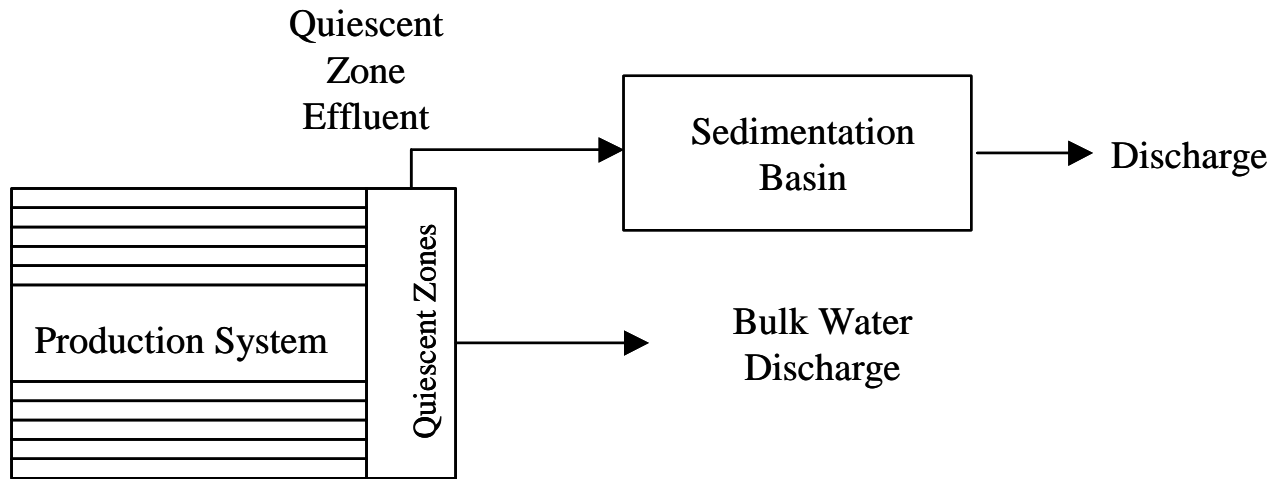 Quiescent
Zone
Effluent
Sedimentation
Basin
Discharge
Production System
Quiescent Zones
Bulk Water
Discharge